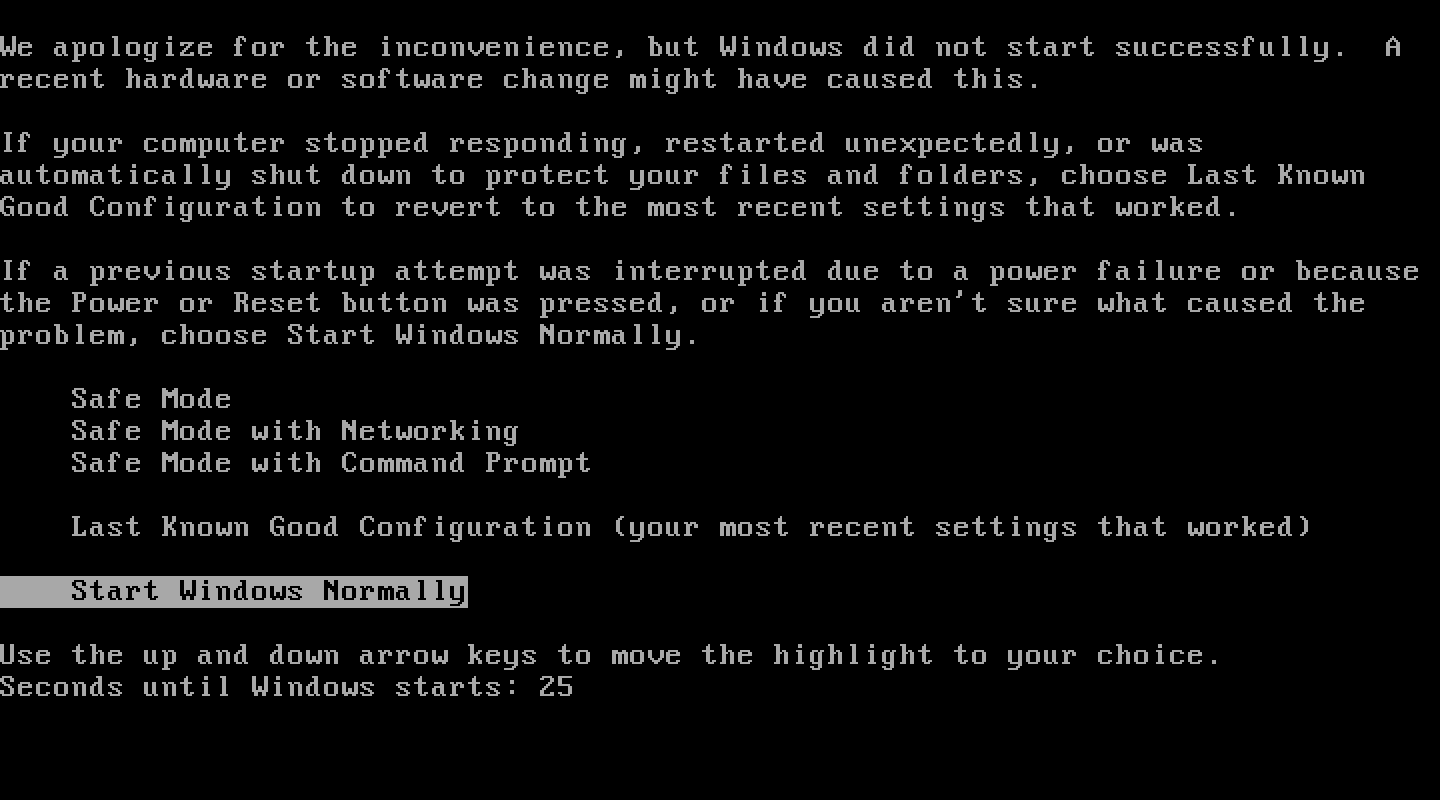 We apologize for the inconvenience, but Windows did not start successfully.  A
recent hardware or software change might have caused this.
If your computer stopped responding, restarted unexpectedly, or was
automatically shut down to protect your files and folders, choose Last Known
Good Configuration to revert to the most recent settings that worked.
If a previous startup attempt was interrupted due to a power failure or because
the Power or Reset button was pressed, or if you aren't sure what caused the
problem, choose Start Windows Normally.
Safe Mode
Safe Mode with Networking
Safe Mode with Command Prompt
Last Known Good Configuration (your most recent settings that worked)
Start Windows Normally
Use the up and down arrow keys to move the highlight to your choice.
Seconds until Windows starts: 25